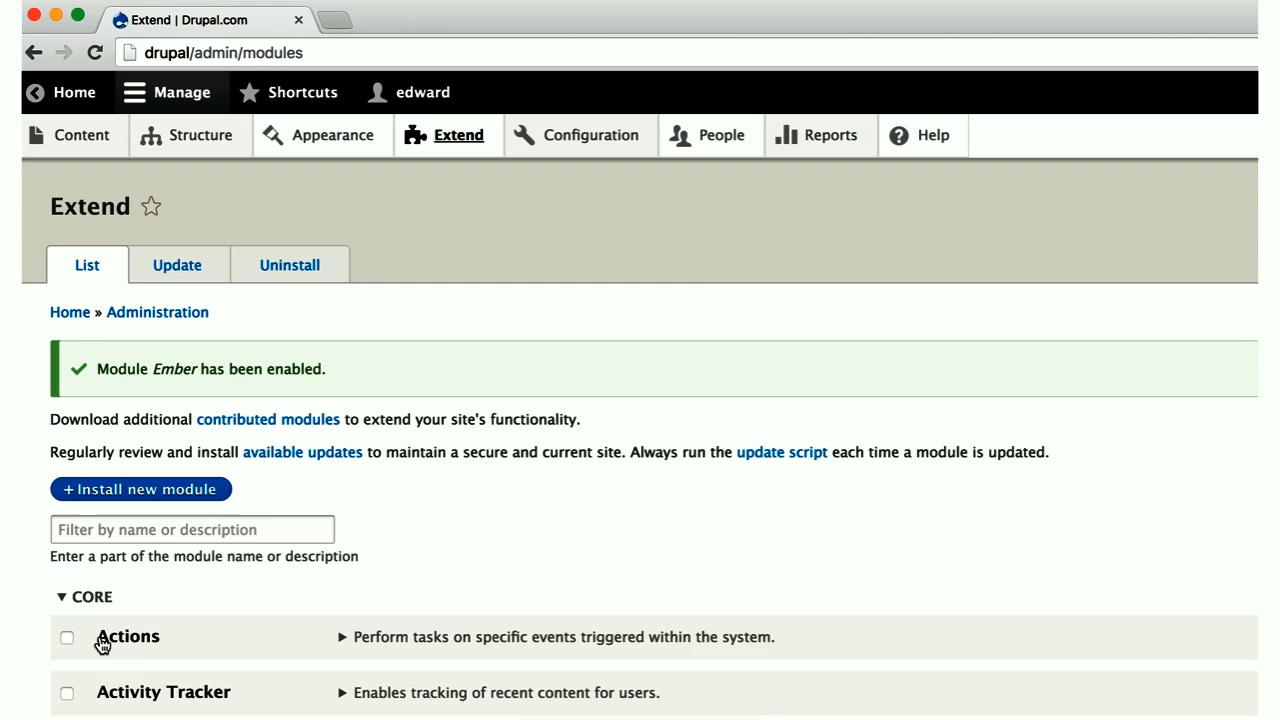 Extend | Drupal.com
drupal/admin/modules
Home Manage Shortcuts edward
Content Structure Appearance Extend Configuration People Reports Help
Extend
List Update Uninstall
Home » Administration
Module Ember has been enabled.
Download additional contributed modules to extend your site's functionality.
Regularly review and install available updates to maintain a secure and current site. Always run the update script each time a module is updated.
+ Install new module
Filter by name or description
Enter a part of the module name or description
CORE
Actions Perform tasks on specific events triggered within the system.
Activity Tracker Enables tracking of recent content for users.